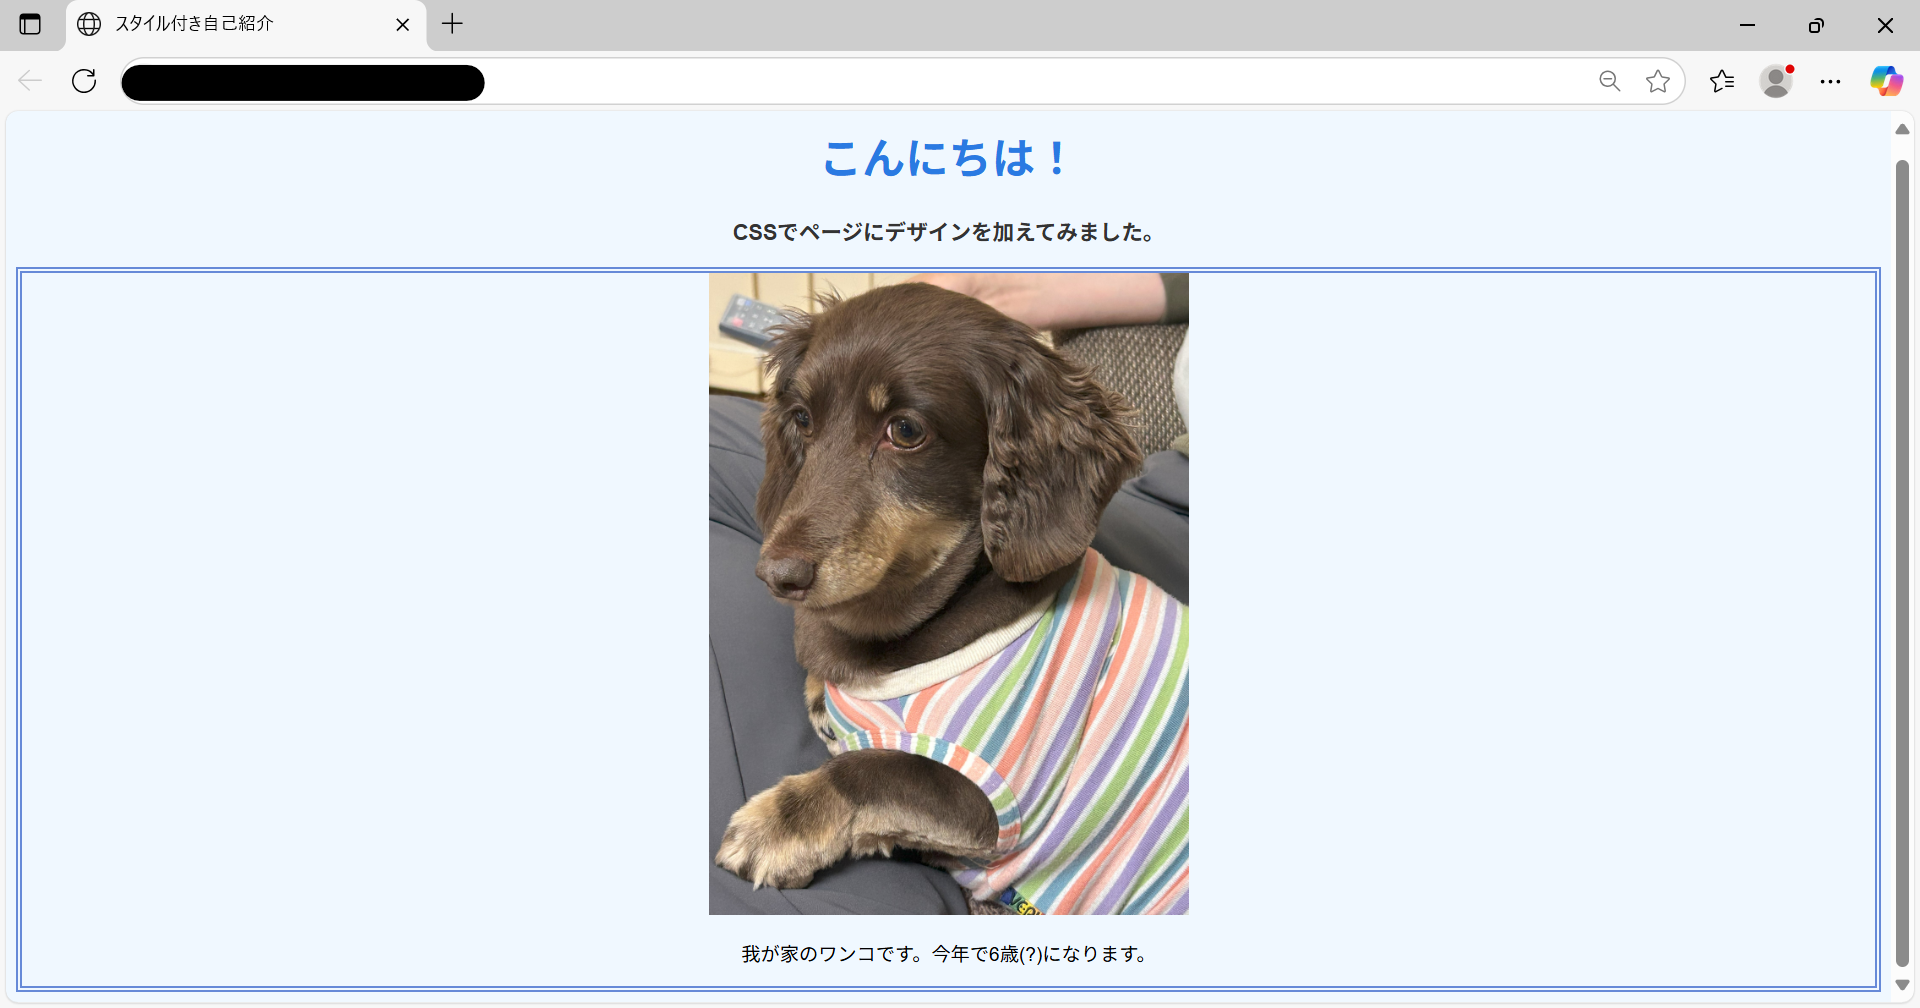 スタイル付き自己紹介
こんにちは！
CSSでページにデザインを加えてみました。
我が家のワンコです。今年で6歳(?)になります。